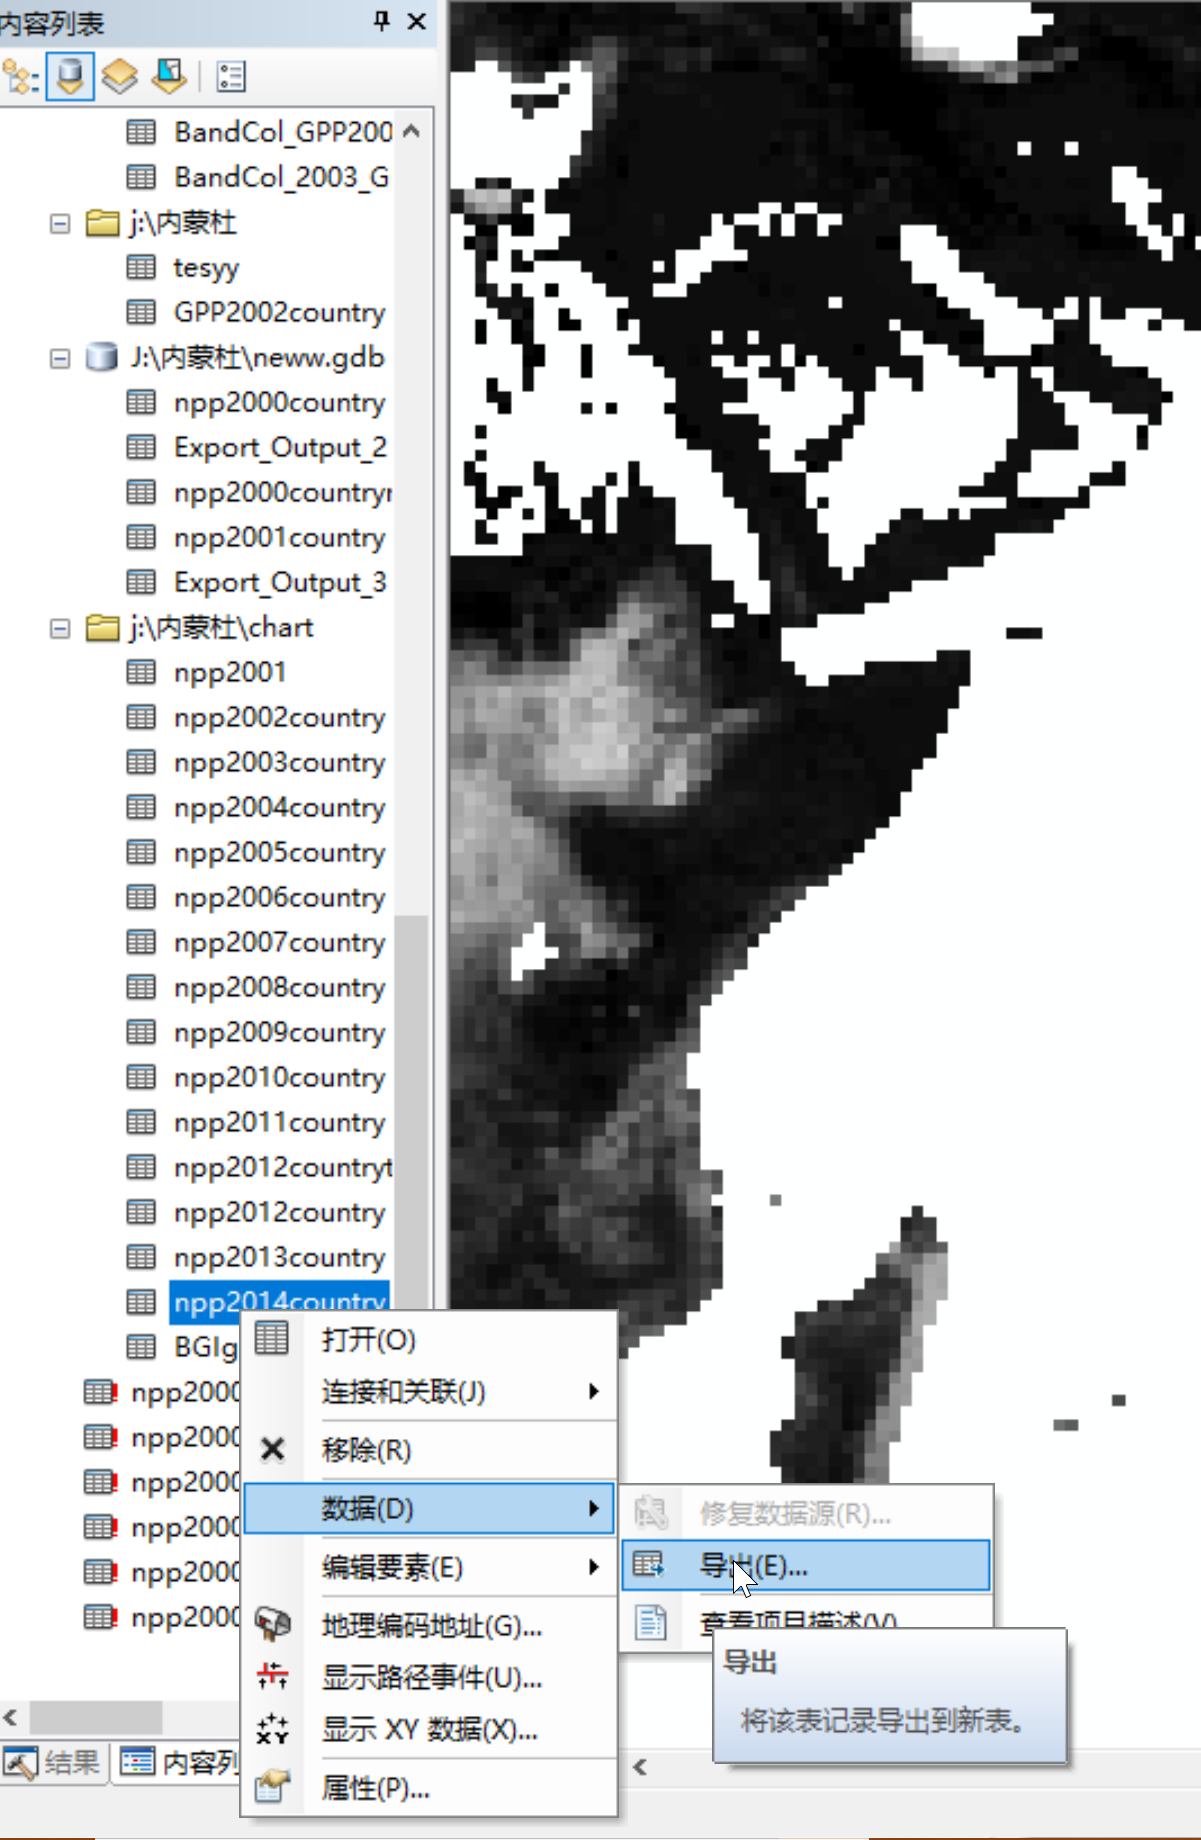 内容列表
BandCol_GPP200
BandCol_2003_G
j:\内蒙杜
tesyy
GPP2002country
J:\内蒙杜\neww.gdb
npp2000country
Export_Output_2
npp2000countryr
npp2001country
Export_Output_3
j:\内蒙杜\chart
npp2001
npp2002country
npp2003country
npp2004country
npp2005country
npp2006country
npp2007country
npp2008country
npp2009country
npp2010country
npp2011country
npp2012countryt
npp2012country
npp2013country
npp2014country
BGIg
npp2000
npp2000
npp2000
npp2000
npp2000
npp2000
打开(O)
连接和关联(J)
移除(R)
数据(D)
编辑要素(E)
地理编码地址(G)...
显示路径事件(U)...
显示 XY 数据(X)...
属性(P)...
修复数据源(R)...
导出(E)...
查看项目描述(V)
导出
将该表记录导出到新表。
结果
内容列